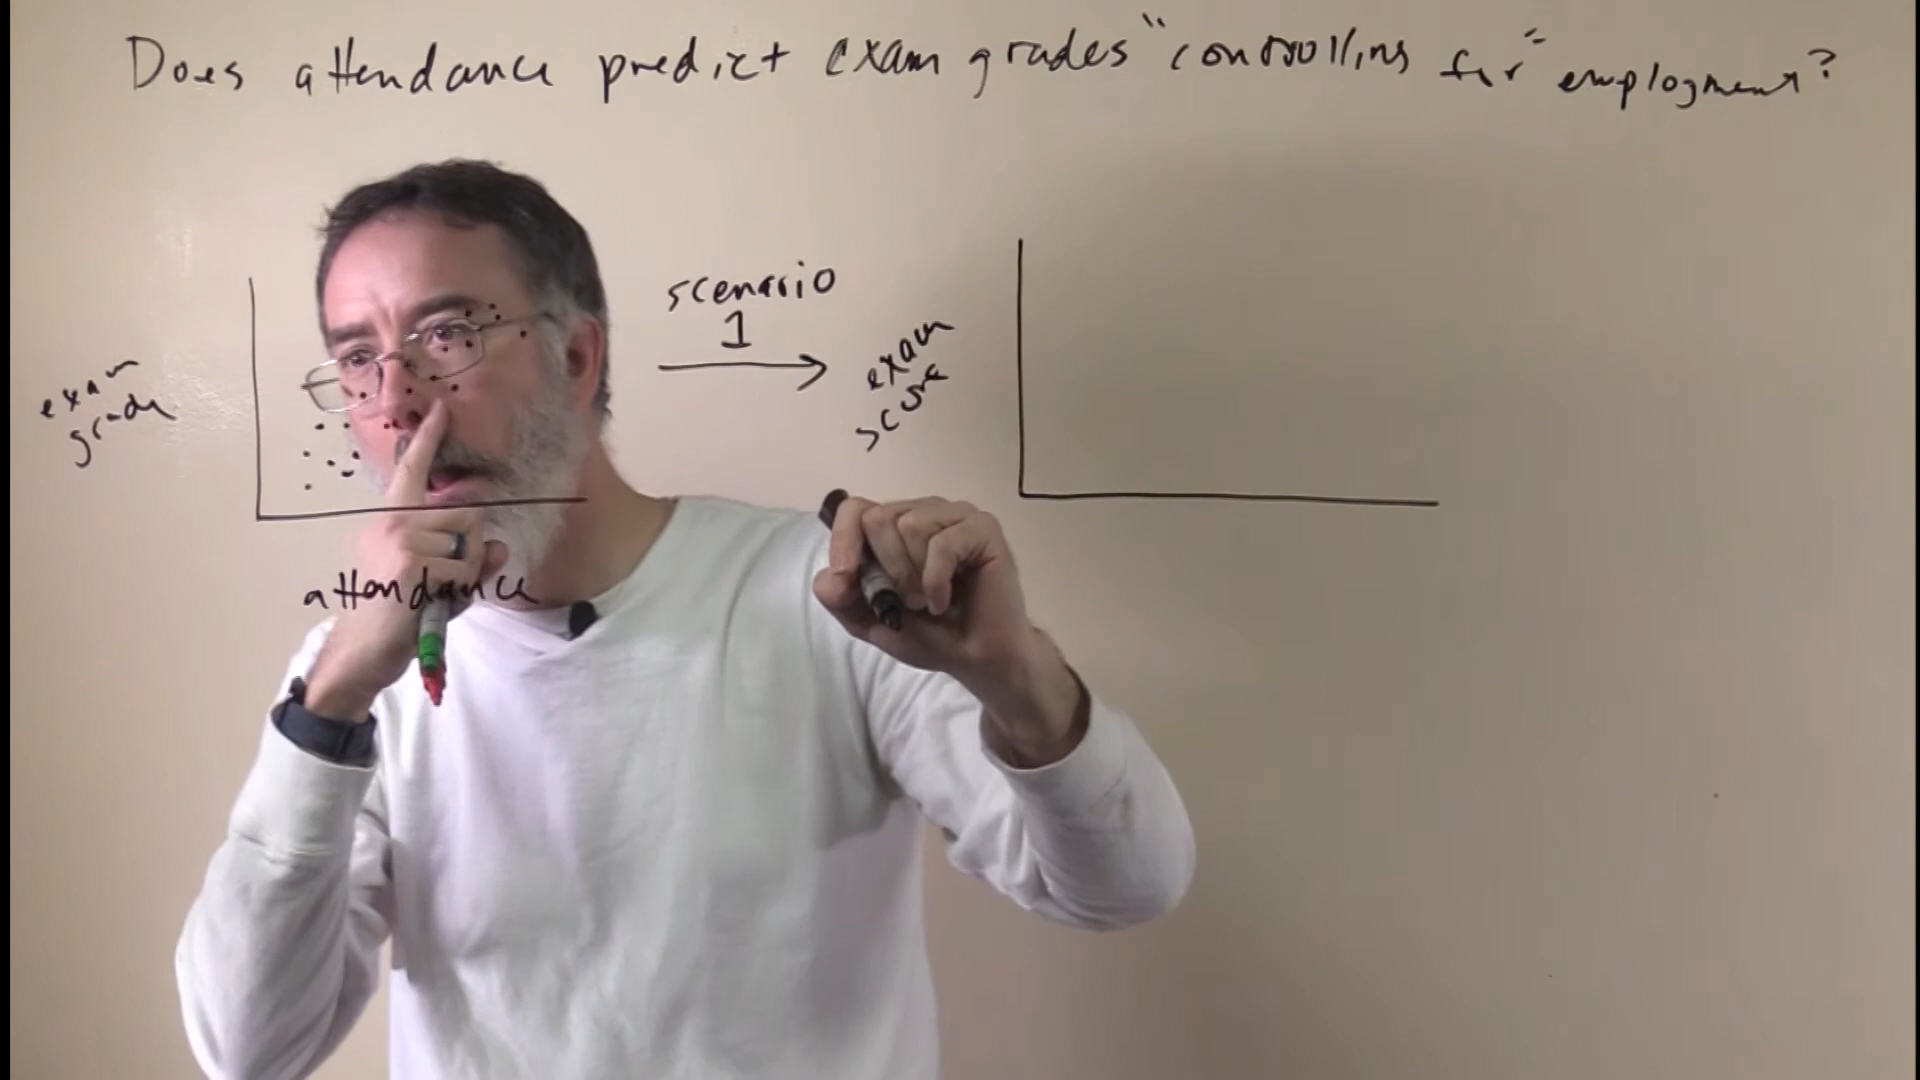 Does attendance predict exam grades "controlling for" employment?
exam
grade
attendance
scenario
1
exam
score